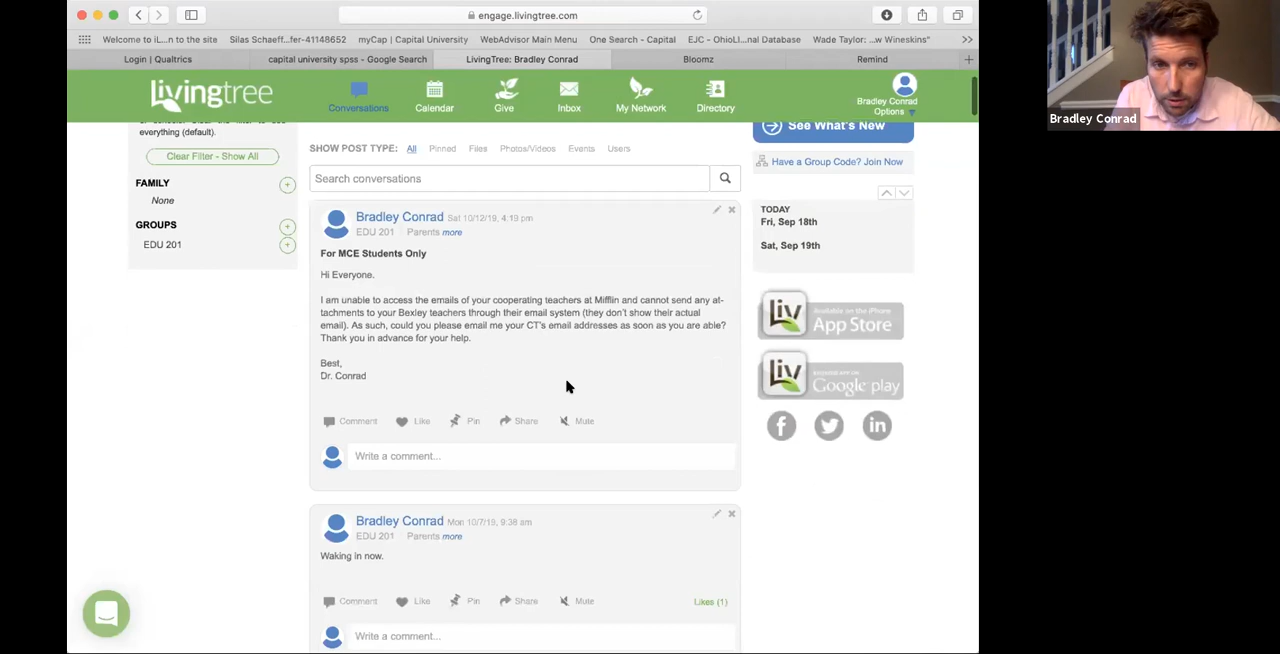 engage.livingtree.com
Welcome to iL...n to the site
Silas Schaeff...fer-41148652
myCap | Capital University
WebAdvisor Main Menu
One Search - Capital
EJC - OhioLI...nal Database
Wade Taylor: ...w Wineskins"
Login | Qualtrics
capital university spss - Google Search
LivingTree: Bradley Conrad
Bloomz
Remind
livingtree
Conversations
Calendar
Give
Inbox
My Network
Directory
Bradley Conrad
Options
everything (default).
Clear Filter - Show All
FAMILY
None
GROUPS
EDU 201
SHOW POST TYPE: All Pinned Files Photos/Videos Events Users
Search conversations
Bradley Conrad Sat 10/12/19, 4:19 pm
EDU 201 Parents more
For MCE Students Only
Hi Everyone.
I am unable to access the emails of your cooperating teachers at Mifflin and cannot send any at-
tachments to your Bexley teachers through their email system (they don't show their actual
email). As such, could you please email me your CT's email addresses as soon as you are able?
Thank you in advance for your help.
Best,
Dr. Conrad
Comment Like Pin Share Mute
Write a comment...
Bradley Conrad Mon 10/7/19, 9:38 am
EDU 201 Parents more
Waking in now.
Comment Like Pin Share Mute Likes (1)
Write a comment...
See What's New
Have a Group Code? Join Now
TODAY
Fri, Sep 18th
Sat, Sep 19th
Liv
Available on the iPhone
App Store
Liv
Google play
Bradley Conrad